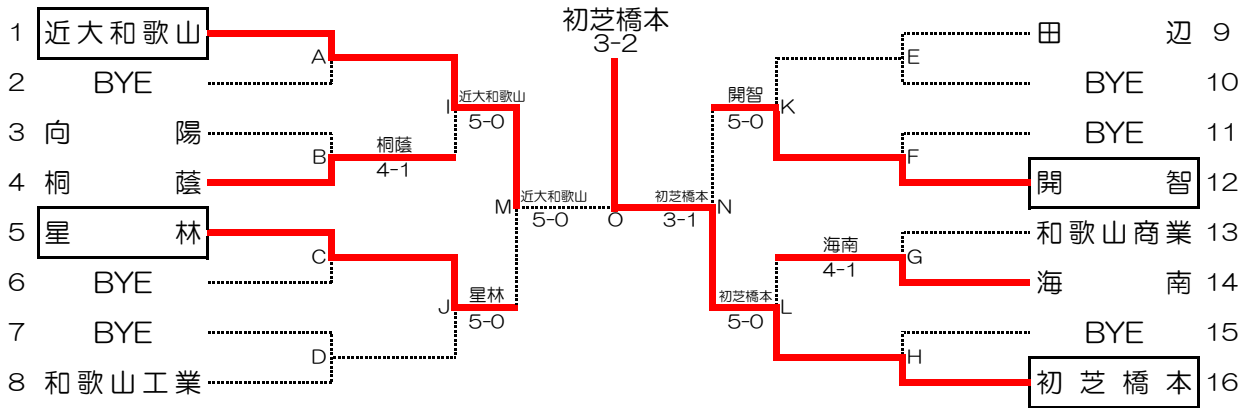 初芝橋本
3-2
1 近大和歌山
A
2 BYE
I 近大和歌山
5-0
3 向 陽
B 桐蔭
4-1
4 桐 蔭
M 近大和歌山
5-0
5 星 林
C
6 BYE
J 星林
5-0
7 BYE
D
8 和歌山工業
O
田 辺 9
E
BYE 10
開智 K
5-0
BYE 11
F
開 智 12
初芝橋本 N
3-1
和歌山商業 13
海南 G
4-1
海 南 14
初芝橋本 L
5-0
BYE 15
H
初芝橋本 16